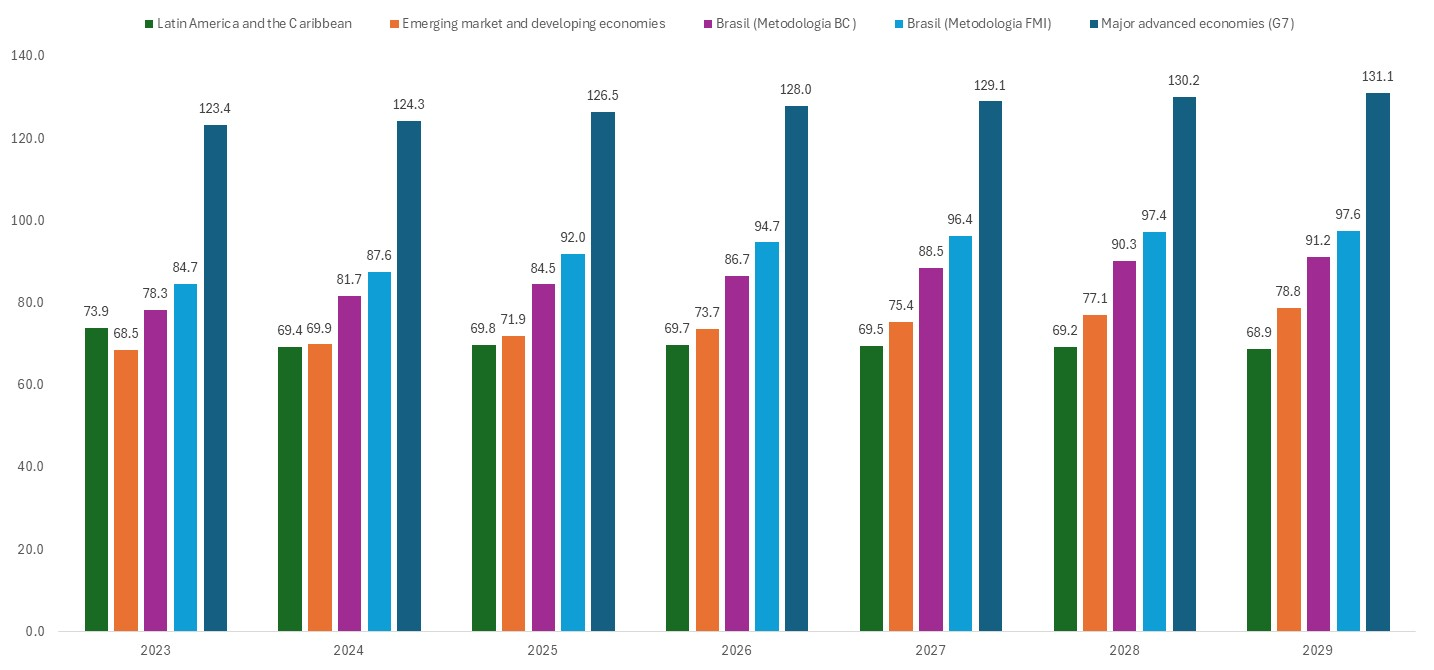 Latin America and the Caribbean Emerging market and developing economies Brasil (Metodologia BC) Brasil (Metodologia FMI) Major advanced economies (G7)
140.0
120.0
100.0
80.0
60.0
40.0
20.0
0.0
73.9 68.5 78.3 84.7 123.4
69.4 69.9 81.7 87.6 124.3
69.8 71.9 84.5 92.0 126.5
69.7 73.7 86.7 94.7 128.0
69.5 75.4 88.5 96.4 129.1
69.2 77.1 90.3 97.4 130.2
68.9 78.8 91.2 97.6 131.1
2023 2024 2025 2026 2027 2028 2029